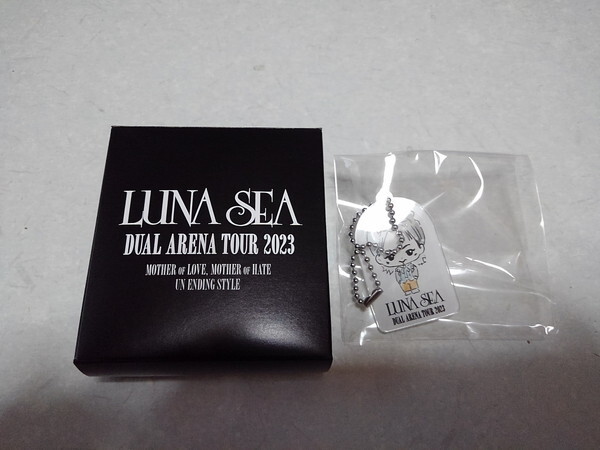 LUNA SEA
DUAL ARENA TOUR 2023
MOTHER OF LOVE, MOTHER OF HATE
UN ENDING STYLE
LUNA SEA
DUAL ARENA TOUR 2023